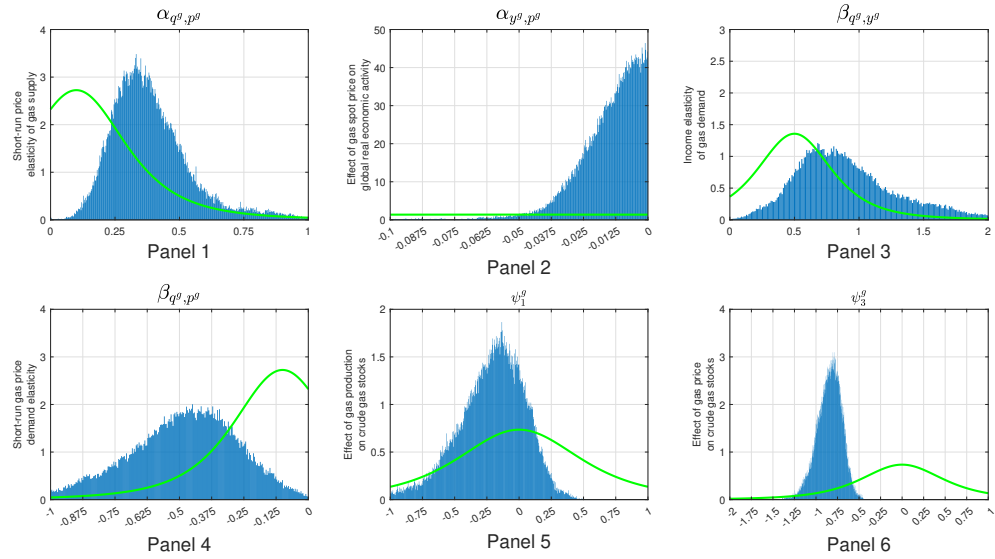 α_{q^g,p^g}
Short-run price
elasticity of gas supply
4
3
2
1
0
0 0.25 0.5 0.75 1
Panel 1
α_{y^g,p^g}
Effect of gas spot price on
global real economic activity
50
40
30
20
10
0
-0.1 -0.0875 -0.075 -0.0625 -0.05 -0.0375 -0.025 -0.0125 0
Panel 2
β_{q^g,y^g}
Income elasticity
of gas demand
3
2.5
2
1.5
1
0.5
0
0 0.5 1 1.5 2
Panel 3
β_{q^g,p^g}
Short-run gas price
demand elasticity
4
3
2
1
0
-1 -0.875 -0.75 -0.625 -0.5 -0.375 -0.25 -0.125 0
Panel 4
ψ_1^g
Effect of gas production
on crude gas stocks
2
1.5
1
0.5
0
-1 -0.75 -0.5 -0.25 0 0.25 0.5 0.75 1
Panel 5
ψ_3^g
Effect of gas price
on crude gas stocks
4
3
2
1
0
-2 -1.75 -1.5 -1.25 -1 -0.75 -0.5 -0.25 0 0.25 0.5 0.75 1
Panel 6